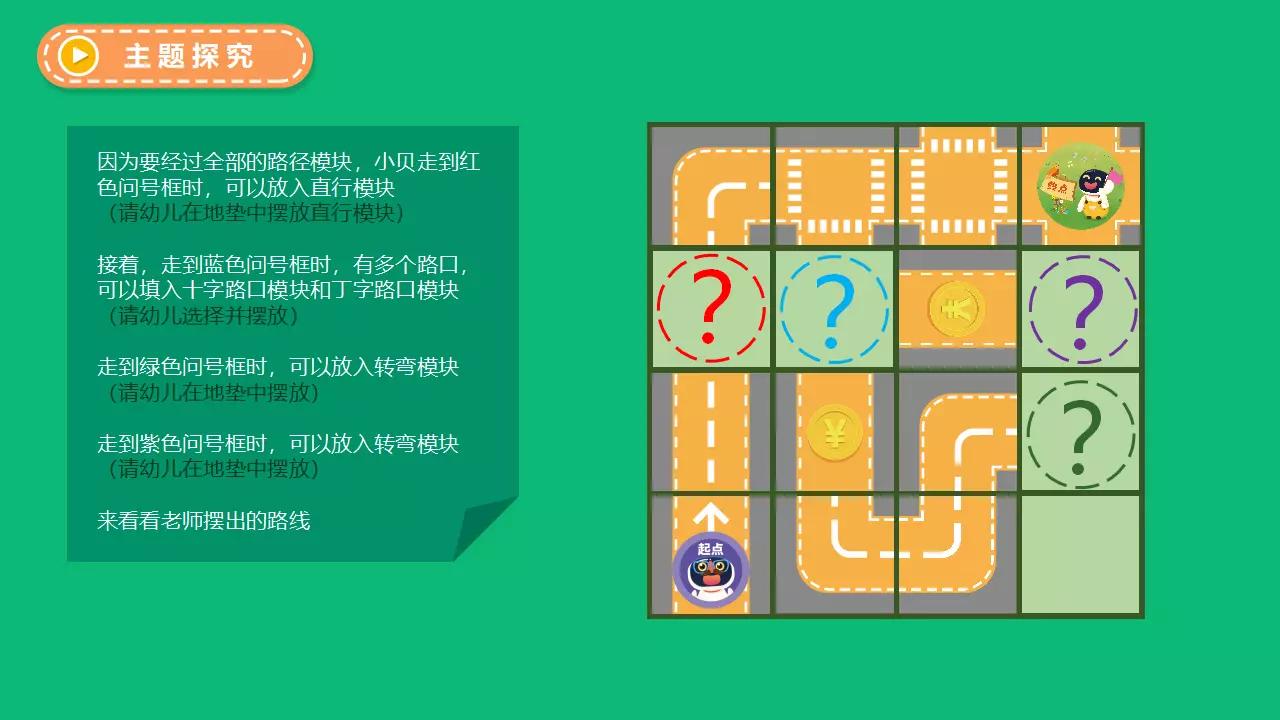 主题探究
因为要经过全部的路径模块，小贝走到红
色问号框时，可以放入直行模块
（请幼儿在地垫中摆放直行模块）
接着，走到蓝色问号框时，有多个路口，
可以填入十字路口模块和丁字路口模块
（请幼儿选择并摆放）
走到绿色问号框时，可以放入转弯模块
（请幼儿在地垫中摆放）
走到紫色问号框时，可以放入转弯模块
（请幼儿在地垫中摆放）
来看看老师摆出的路线
终点
?
?
¥
?
¥
?
起点